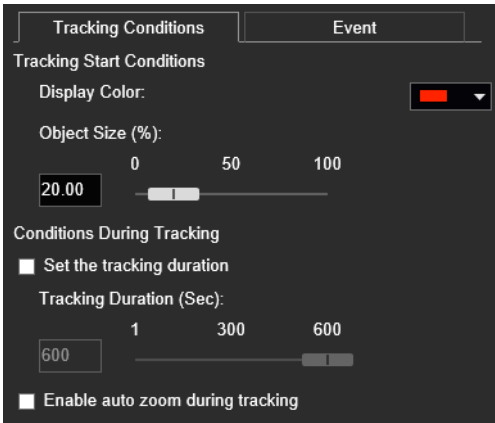 Tracking Conditions Event
Tracking Start Conditions
Display Color:
Object Size (%):
0 50 100
20.00
Conditions During Tracking
Set the tracking duration
Tracking Duration (Sec):
1 300 600
600
Enable auto zoom during tracking